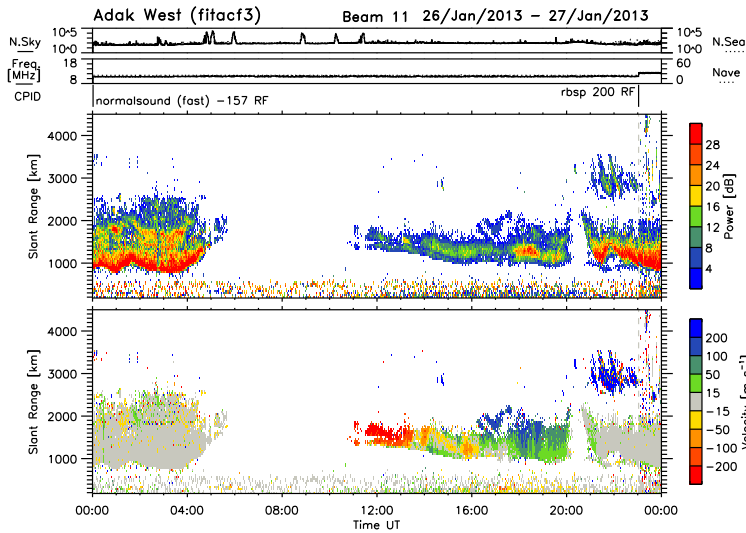 Adak West (fitacf3)
Beam 11 26/Jan/2013 - 27/Jan/2013
N.Sky
10+5
10+0
10+5
10+0
N.Sea
Freq.
[MHz]
18
8
60
0
Nave
CPID
normalsound (fast) -157 RF
rbsp 200 RF
Slant Range [km]
4000
3000
2000
1000
28
24
20
16
12
8
4
Power [dB]
Slant Range [km]
4000
3000
2000
1000
200
100
50
15
-15
-50
-100
-200
Velocity [m s-1]
00:00 04:00 08:00 12:00 16:00 20:00 00:00
Time UT